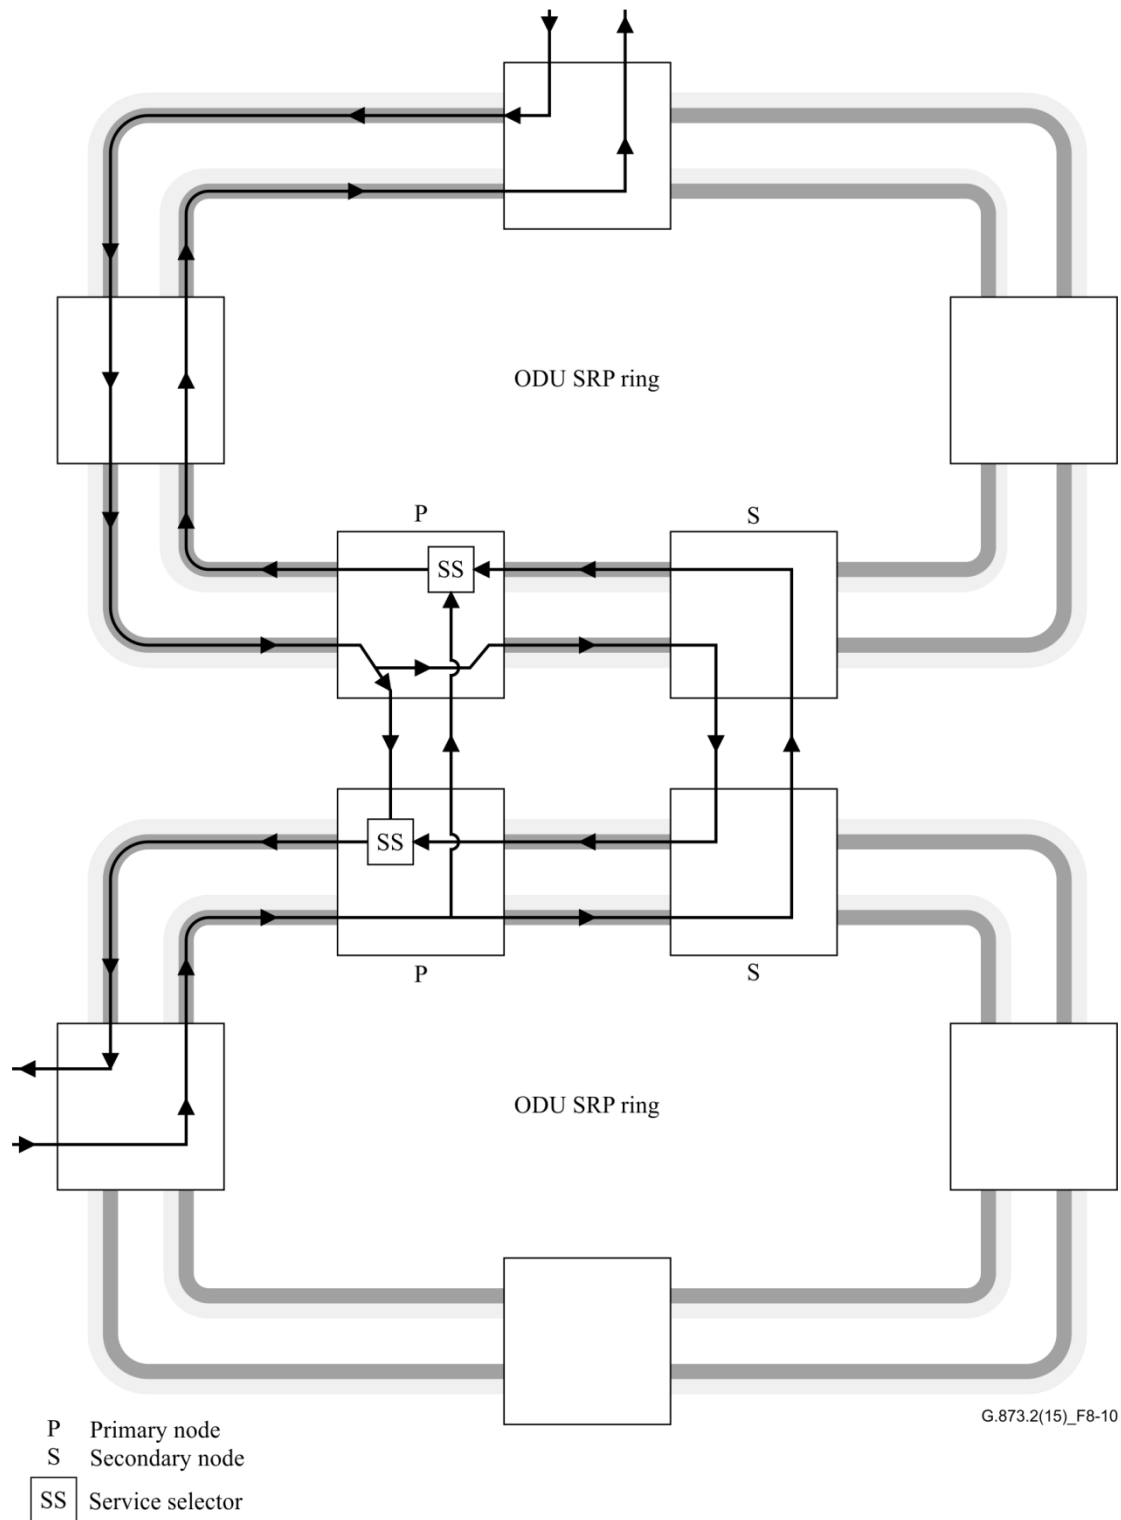 ODU SRP ring
P
S
SS
SS
P
S
ODU SRP ring
G.873.2(15)_F8-10
P Primary node
S Secondary node
SS Service selector